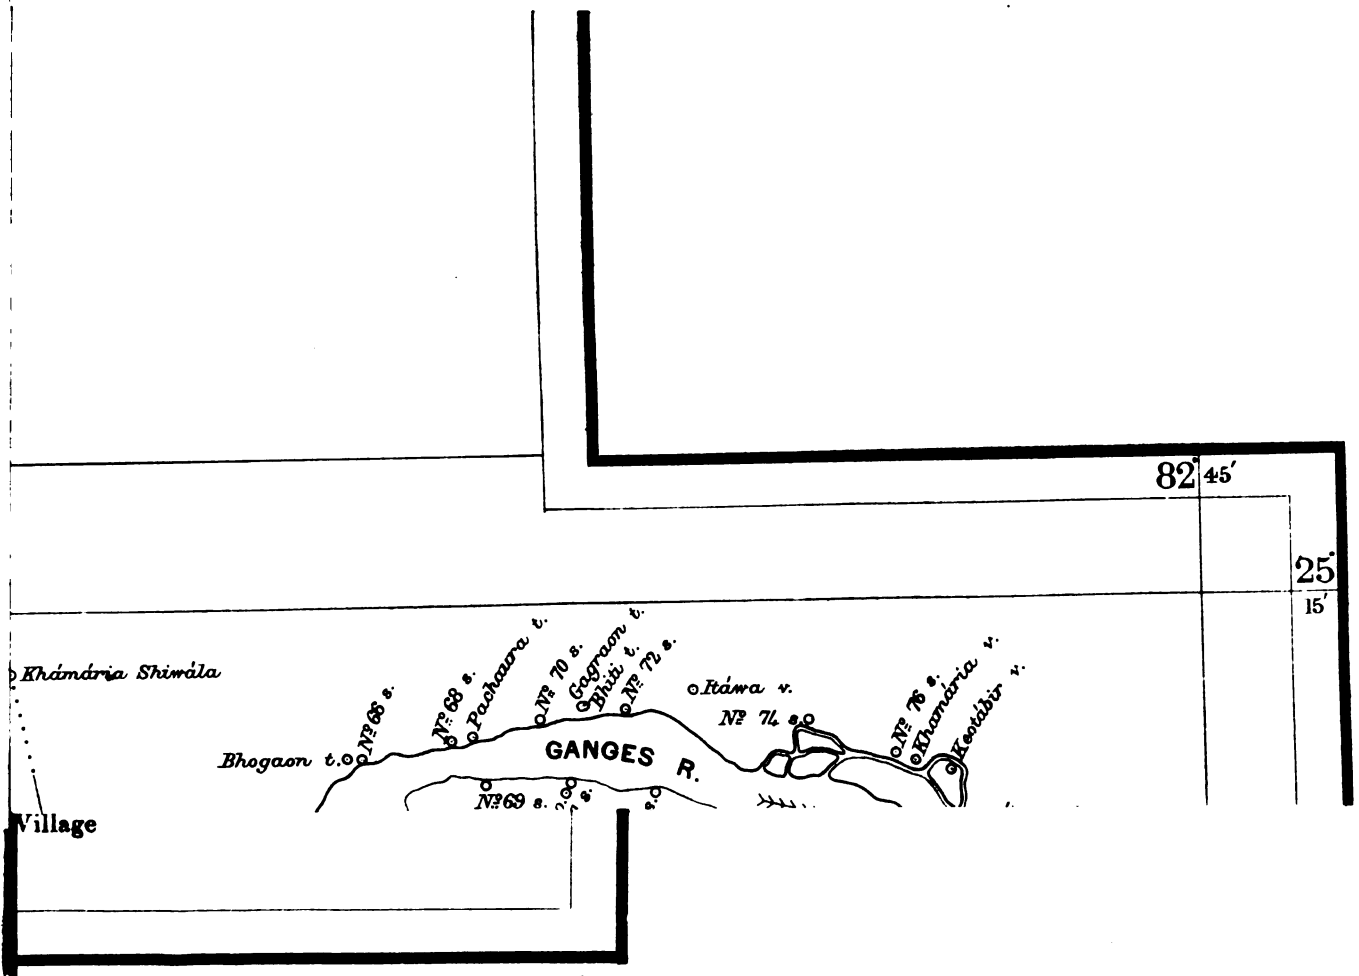 82° 45′
25°
15′
Khámária Shiwála
Bhogaon t.
Nº 66 s.
Nº 68 s.
Pachaura t.
Nº 70 s.
Gagraon t.
Bhiti t.
Nº 72 s.
Itáwa v.
Nº 74 s.
Nº 76 s.
Khamária v.
Keotábir v.
GANGES R.
Nº 69 s.
s.
s.
Village